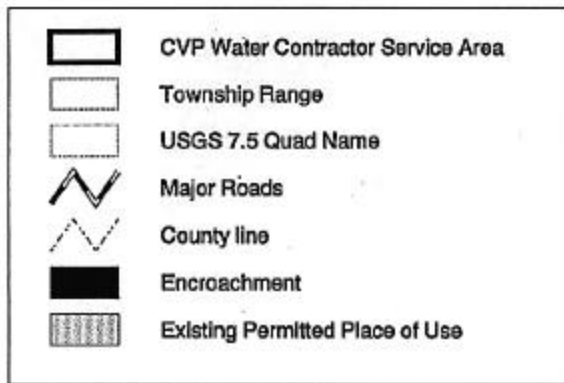 CVP Water Contractor Service Area
Township Range
USGS 7.5 Quad Name
Major Roads
County line
Encroachment
Existing Permitted Place of Use